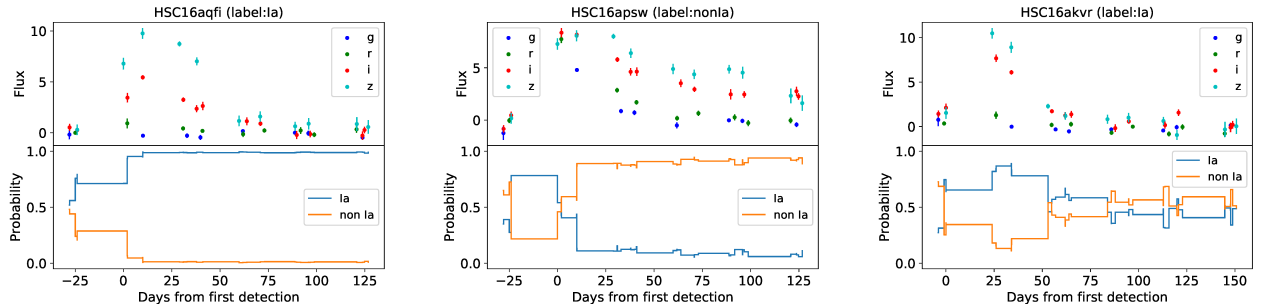 HSC16aqfi (label:Ia)
Flux
10
5
0
g
r
i
z
Probability
1.0
0.5
0.0
Ia
non Ia
−25 0 25 50 75 100 125
Days from first detection
HSC16apsw (label:nonIa)
Flux
5
0
g
r
i
z
Probability
1.0
0.5
0.0
Ia
non Ia
−25 0 25 50 75 100 125
Days from first detection
HSC16akvr (label:Ia)
Flux
10
5
0
g
r
i
z
Probability
1.0
0.5
0.0
Ia
non Ia
0 25 50 75 100 125 150
Days from first detection